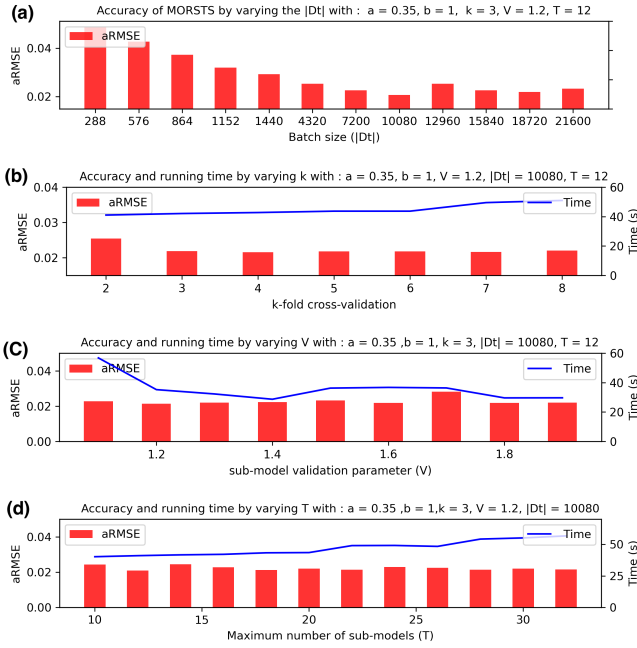 (a)
Accuracy of MORSTS by varying the |Dt| with : a = 0.35, b = 1, k = 3, V = 1.2, T = 12
aRMSE
0.04
0.02
aRMSE
288 576 864 1152 1440 4320 7200 10080 12960 15840 18720 21600
Batch size (|Dt|)
(b)
Accuracy and running time by varying k with : a = 0.35, b = 1, V = 1.2, |Dt| = 10080, T = 12
aRMSE
0.04
0.03
0.02
aRMSE
Time
60
40
20
0
Time (s)
2 3 4 5 6 7 8
k-fold cross-validation
(C)
Accuracy and running time by varying V with : a = 0.35 ,b = 1, k = 3, |Dt| = 10080, T = 12
aRMSE
0.04
0.02
0.00
aRMSE
Time
60
40
20
0
Time (s)
1.2 1.4 1.6 1.8
sub-model validation parameter (V)
(d)
Accuracy and running time by varying T with : a = 0.35 ,b = 1,k = 3, V = 1.2, |Dt| = 10080
aRMSE
0.04
0.02
0.00
aRMSE
Time
50
25
0
Time (s)
10 15 20 25 30
Maximum number of sub-models (T)